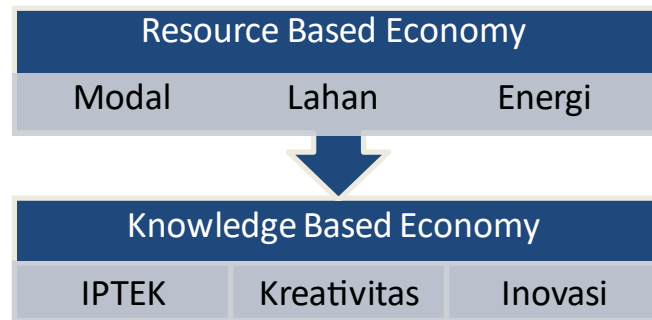 Resource Based Economy
Modal Lahan Energi
Knowledge Based Economy
IPTEK Kreativitas Inovasi